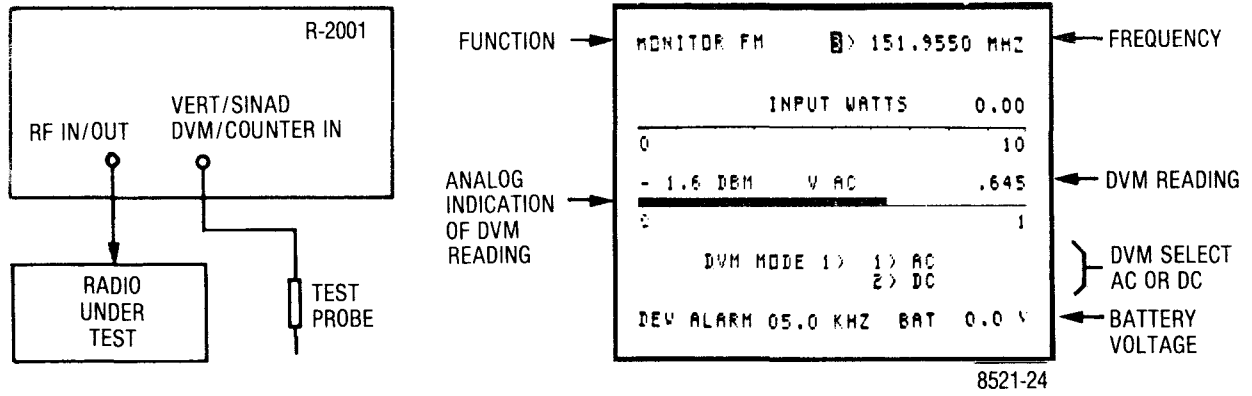 R-2001
VERT/SINAD
RF IN/OUT DVM/COUNTER IN
RADIO
UNDER
TEST
TEST
PROBE
FUNCTION
ANALOG
INDICATION
OF DVM
READING
MONITOR FM B> 151.9550 MHZ
INPUT WATTS 0.00
0 10
- 1.6 DBM V AC .645
0 1
DVM MODE 1> 1> AC
2> DC
DEV ALARM 05.0 KHZ BAT 0.0 V
FREQUENCY
DVM READING
DVM SELECT
AC OR DC
BATTERY
VOLTAGE
8521-24